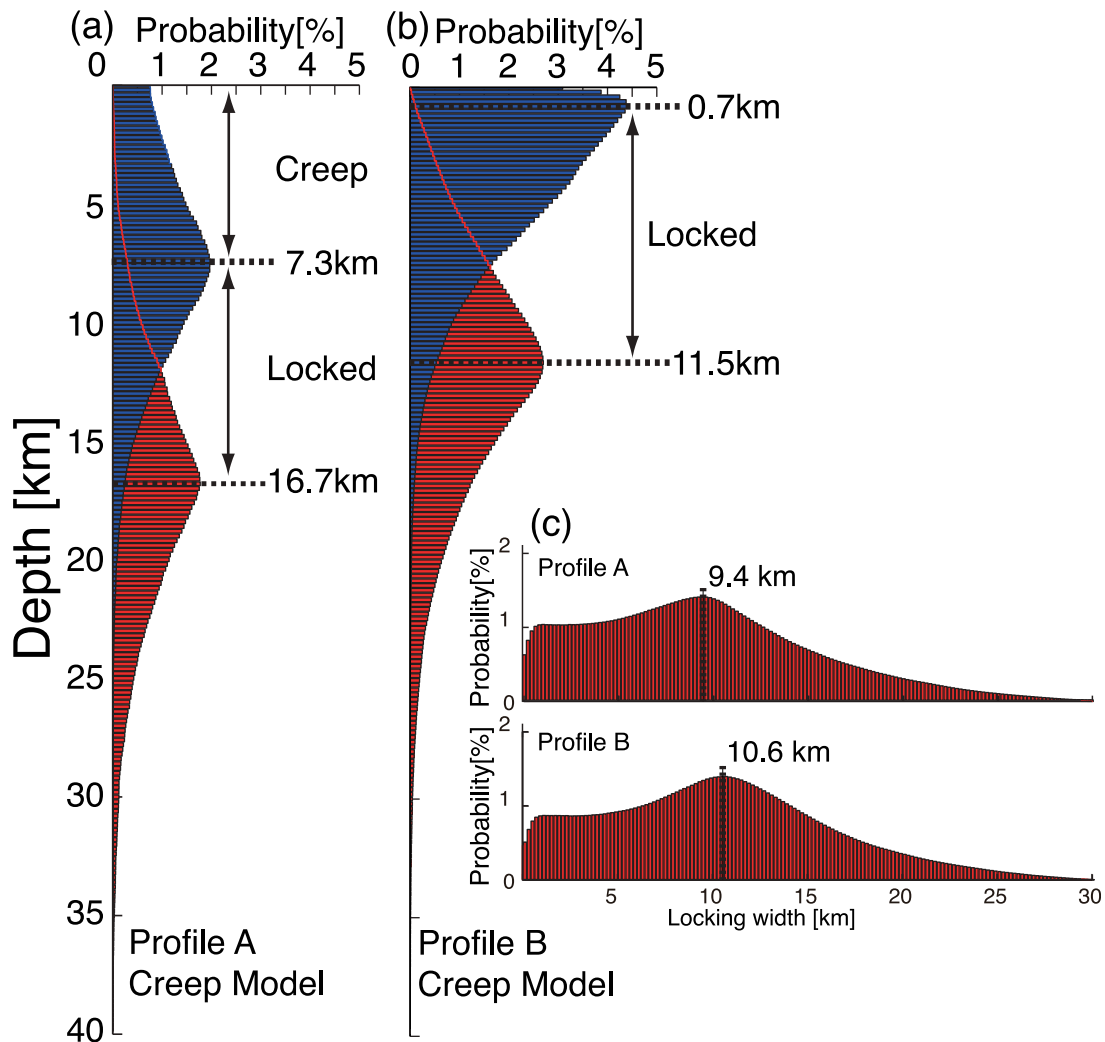 (a)
Probability[%]
0 1 2 3 4 5
Creep
7.3km
Locked
16.7km
Depth [km]
5
10
15
20
25
30
35
40
Profile A
Creep Model
(b)
Probability[%]
0 1 2 3 4 5
0.7km
Locked
11.5km
Profile B
Creep Model
(c)
Probability[%]
2
1
0
Profile A
9.4 km
Probability[%]
2
1
0
Profile B
10.6 km
5 10 15 20 25 30
Locking width [km]